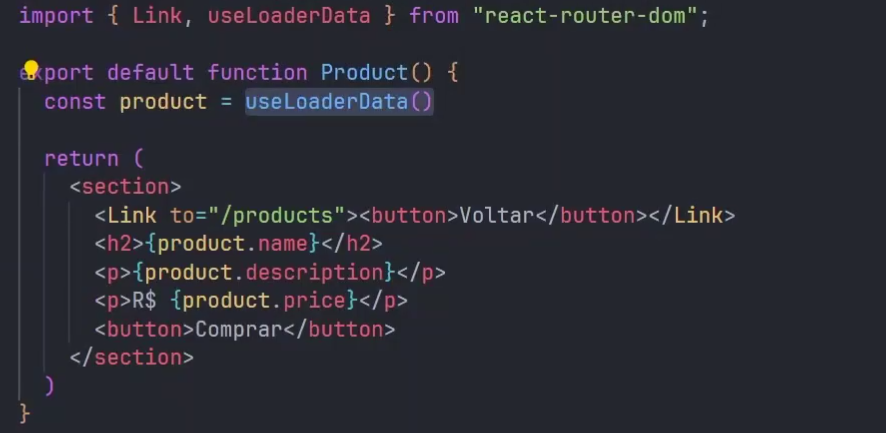 import { Link, useLoaderData } from "react-router-dom";
export default function Product() {
const product = useLoaderData()
return (
<section>
<Link to="/products"><button>Voltar</button></Link>
<h2>{product.name}</h2>
<p>{product.description}</p>
<p>R$ {product.price}</p>
<button>Comprar</button>
</section>
)
}